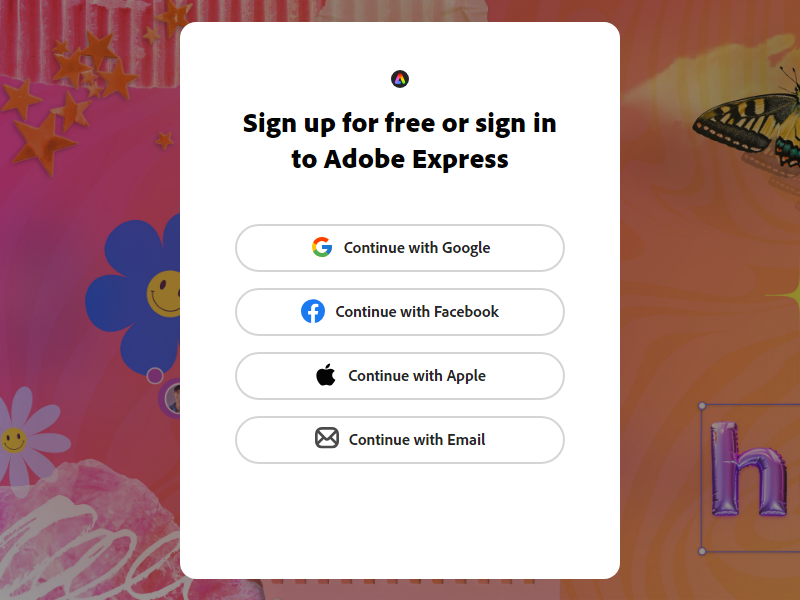 Sign up for free or sign in
to Adobe Express
Continue with Google
Continue with Facebook
Continue with Apple
Continue with Email
h